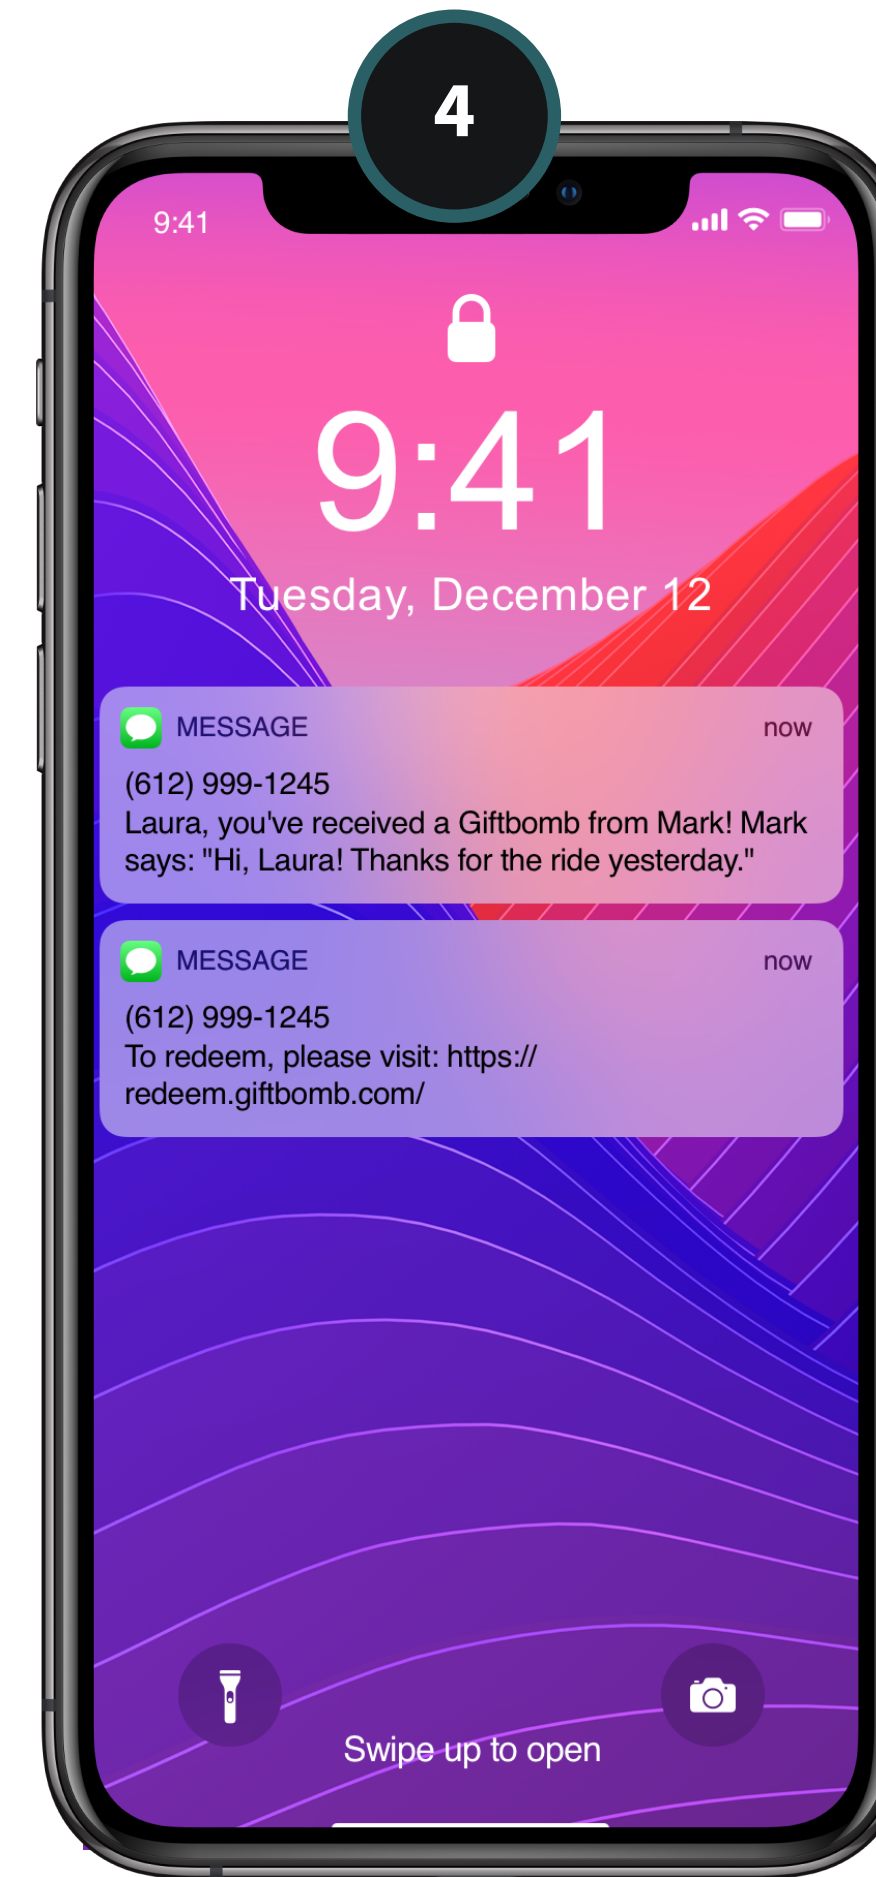 4
9:41
9:41
Tuesday, December 12
MESSAGE now
(612) 999-1245
Laura, you've received a Giftbomb from Mark! Mark
says: "Hi, Laura! Thanks for the ride yesterday."
MESSAGE now
(612) 999-1245
To redeem, please visit: https://
redeem.giftbomb.com/
Swipe up to open